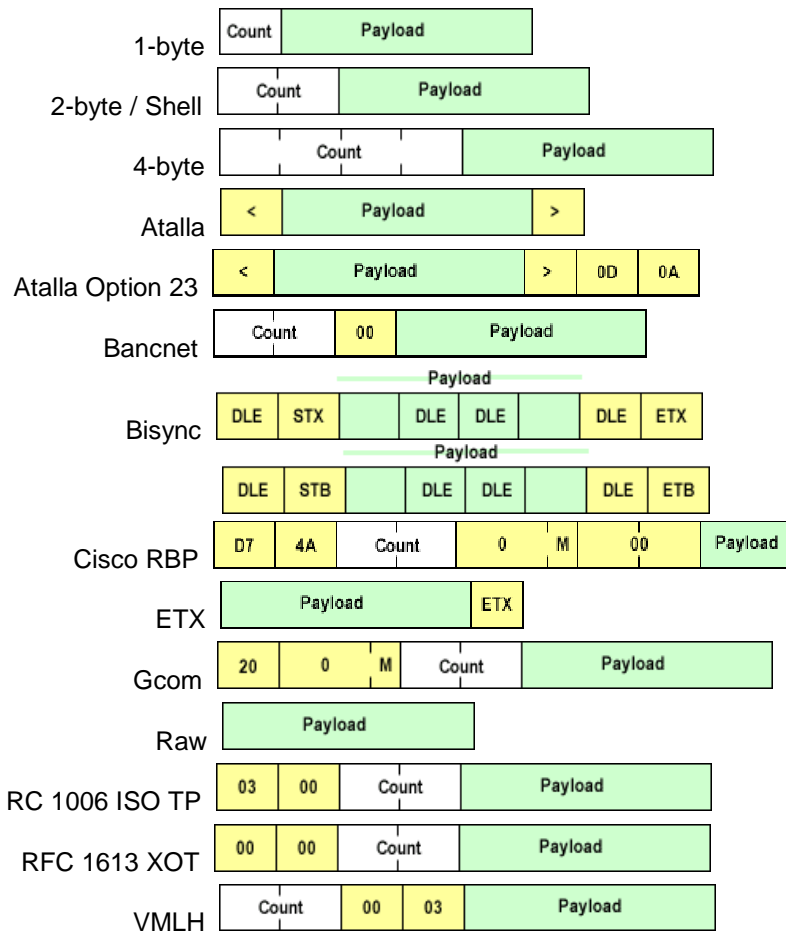 1-byte Count Payload
2-byte / Shell Count Payload
4-byte Count Payload
Atalla < Payload >
Atalla Option 23 < Payload > 0D 0A
Bancnet Count 00 Payload
Payload
Bisync DLE STX DLE DLE DLE ETX
Payload
DLE STB DLE DLE DLE ETB
Cisco RBP D7 4A Count 0 M 00 Payload
ETX Payload ETX
Gcom 20 0 M Count Payload
Raw Payload
RC 1006 ISO TP 03 00 Count Payload
RFC 1613 XOT 00 00 Count Payload
VMLH Count 00 03 Payload